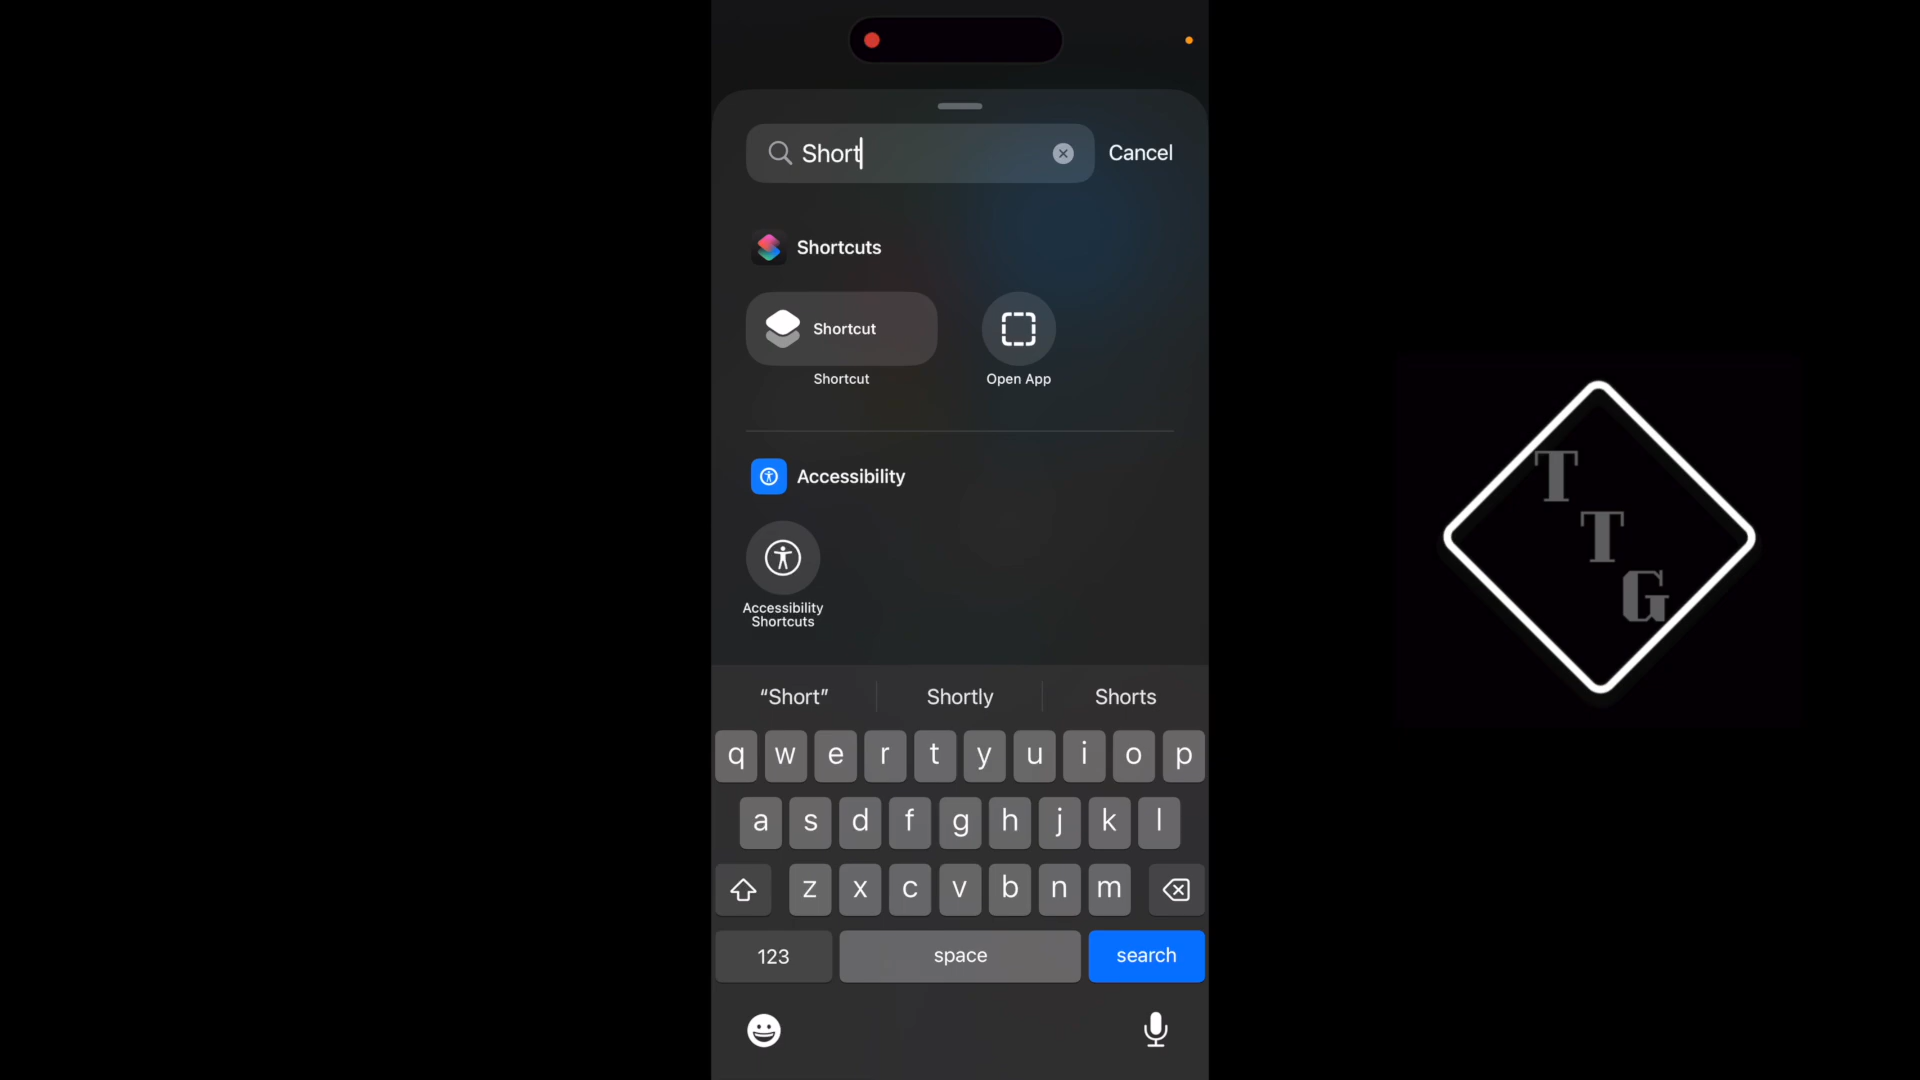 Short
Cancel
Shortcuts
Shortcut
Shortcut
Open App
Accessibility
Accessibility
Shortcuts
“Short”
Shortly
Shorts
q w e r t y u i o p
a s d f g h j k l
z x c v b n m
123
space
search
T
T
G